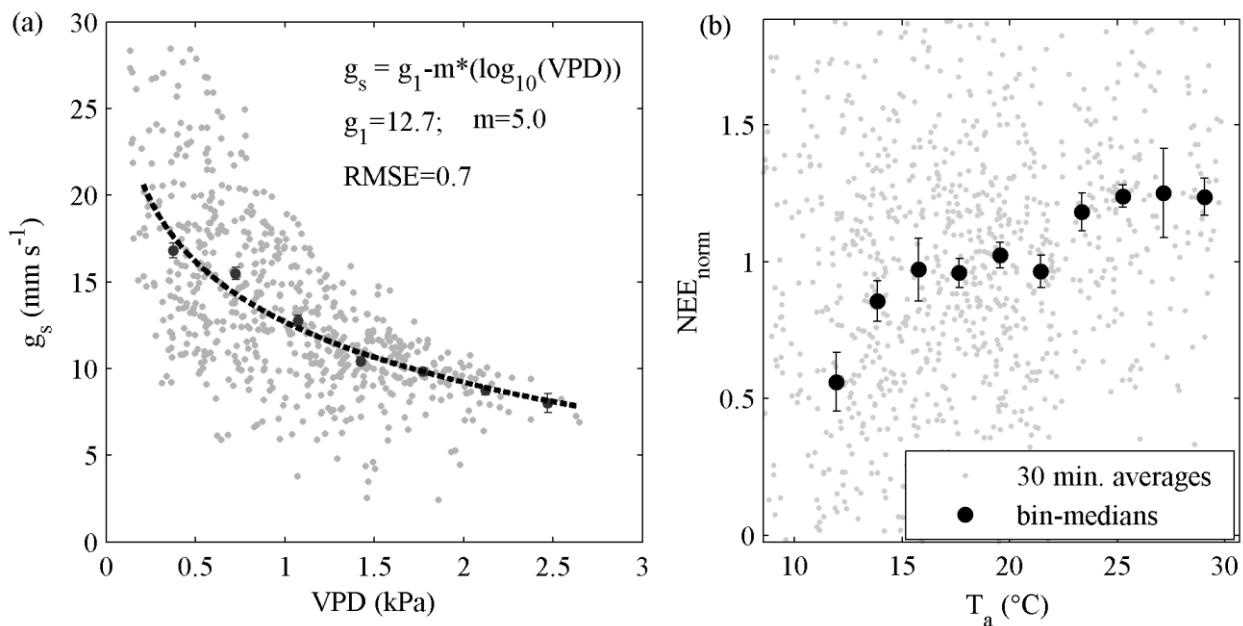 (a)
30
25
20
15
10
5
0
g_s (mm s^-1)
g_s = g_1-m*(log_10(VPD))
g_1=12.7; m=5.0
RMSE=0.7
0 0.5 1 1.5 2 2.5 3
VPD (kPa)
(b)
1.5
1
0.5
0
NEE_norm
30 min. averages
bin-medians
10 15 20 25 30
T_a (°C)